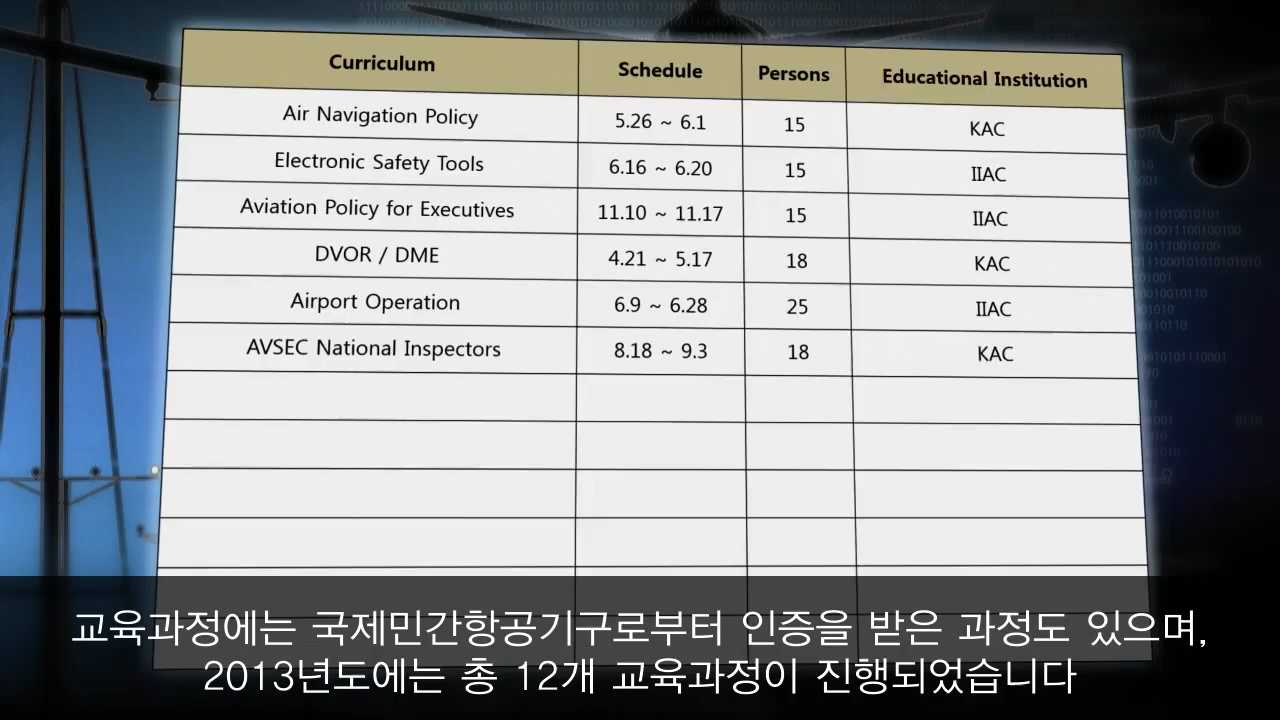 Curriculum Schedule Persons Educational Institution
Air Navigation Policy 5.26 ~ 6.1 15 KAC
Electronic Safety Tools 6.16 ~ 6.20 15 IIAC
Aviation Policy for Executives 11.10 ~ 11.17 15 IIAC
DVOR / DME 4.21 ~ 5.17 18 KAC
Airport Operation 6.9 ~ 6.28 25 IIAC
AVSEC National Inspectors 8.18 ~ 9.3 18 KAC
교육과정에는 국제민간항공기구로부터 인증을 받은 과정도 있으며,
2013년도에는 총 12개 교육과정이 진행되었습니다